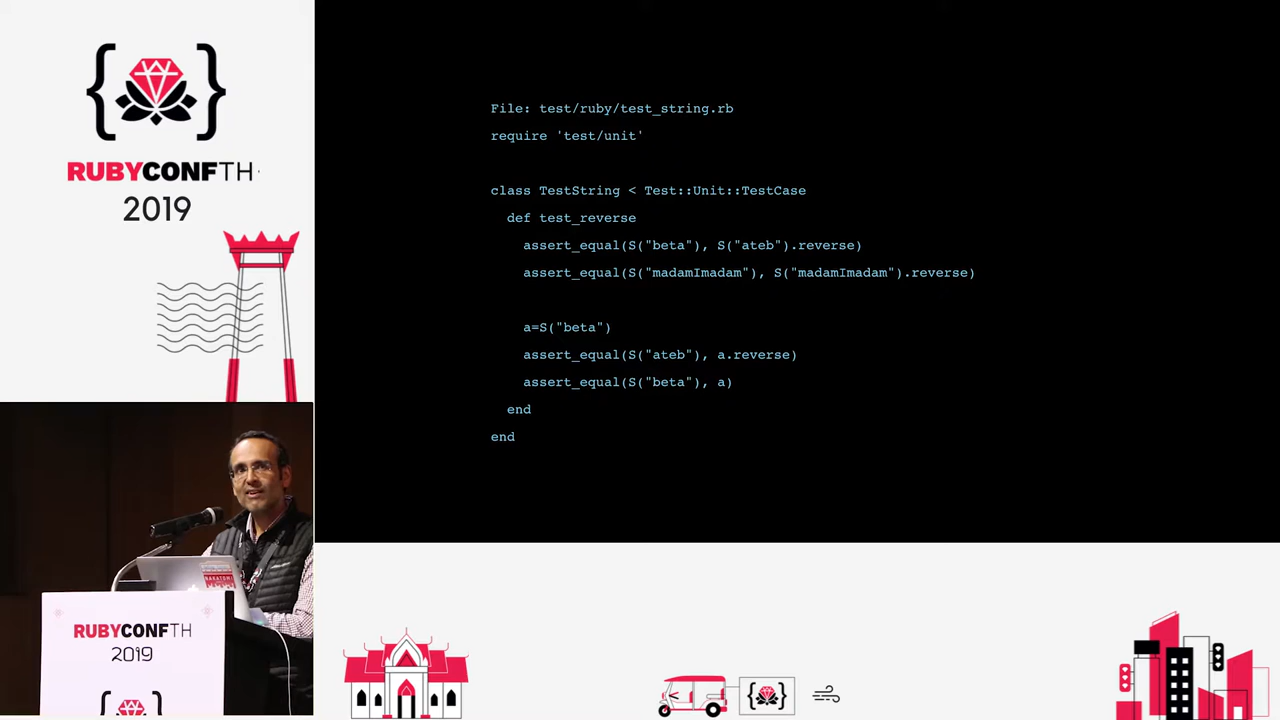 RUBYCONFTH
2019
File: test/ruby/test_string.rb
require 'test/unit'
class TestString < Test::Unit::TestCase
def test_reverse
assert_equal(S("beta"), S("ateb").reverse)
assert_equal(S("madamImadam"), S("madamImadam").reverse)
a=S("beta")
assert_equal(S("ateb"), a.reverse)
assert_equal(S("beta"), a)
end
end
NAKATOMI
RUBYCONFTH
2019